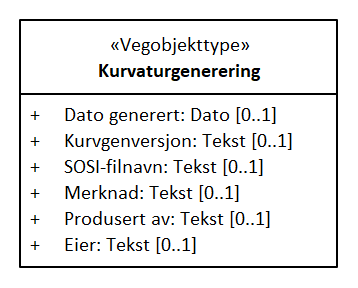 «Vegobjekttype»
Kurvaturgenerering
+ Dato generert: Dato [0..1]
+ Kurvgenversjon: Tekst [0..1]
+ SOSI-filnavn: Tekst [0..1]
+ Merknad: Tekst [0..1]
+ Produsert av: Tekst [0..1]
+ Eier: Tekst [0..1]